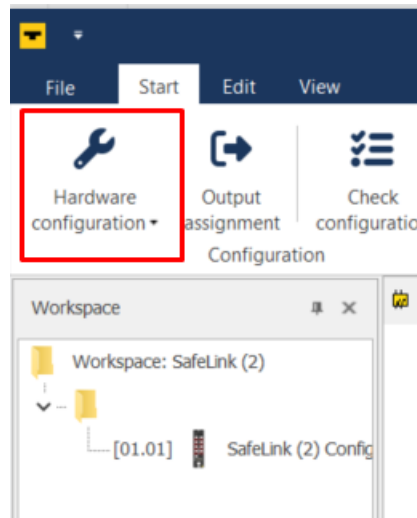 File Start Edit View
Hardware Output Check
configuration assignment configuratio
Configuration
Workspace
Workspace: SafeLink (2)
[01.01] SafeLink (2) Config